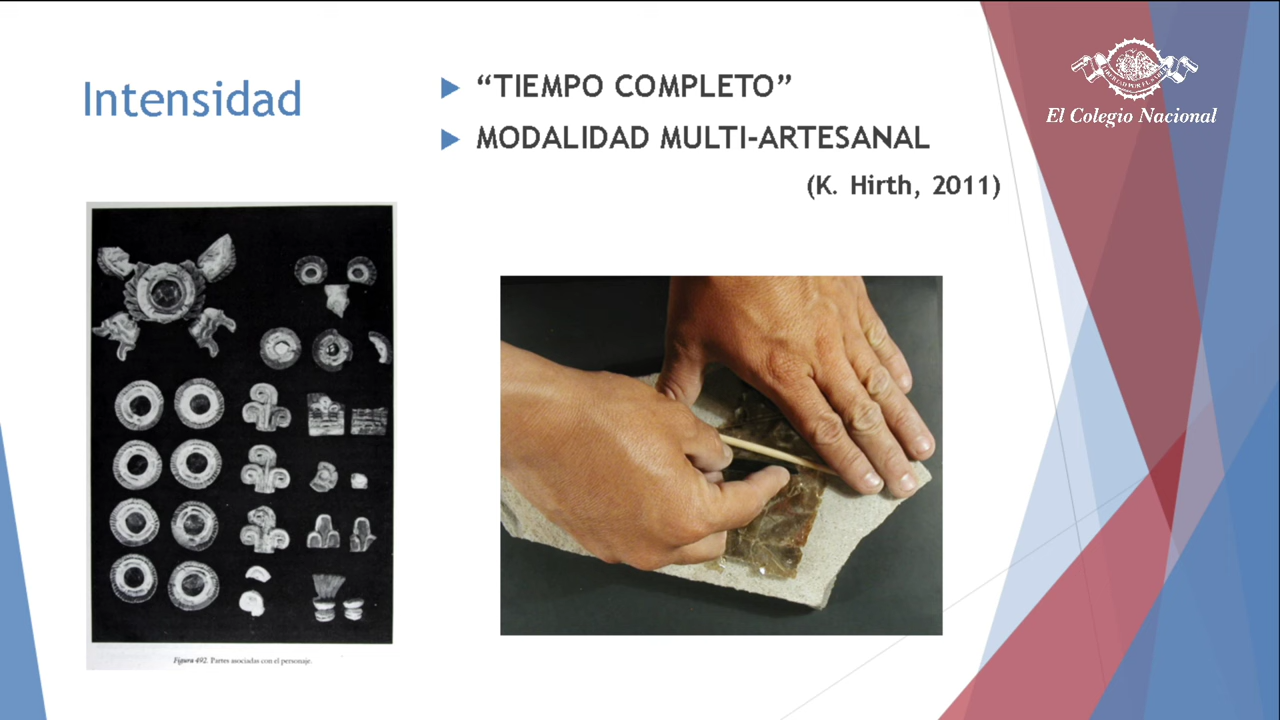 Intensidad
“TIEMPO COMPLETO”
MODALIDAD MULTI-ARTESANAL
(K. Hirth, 2011)
El Colegio Nacional
Figura 492. Partes asociadas con el personaje.